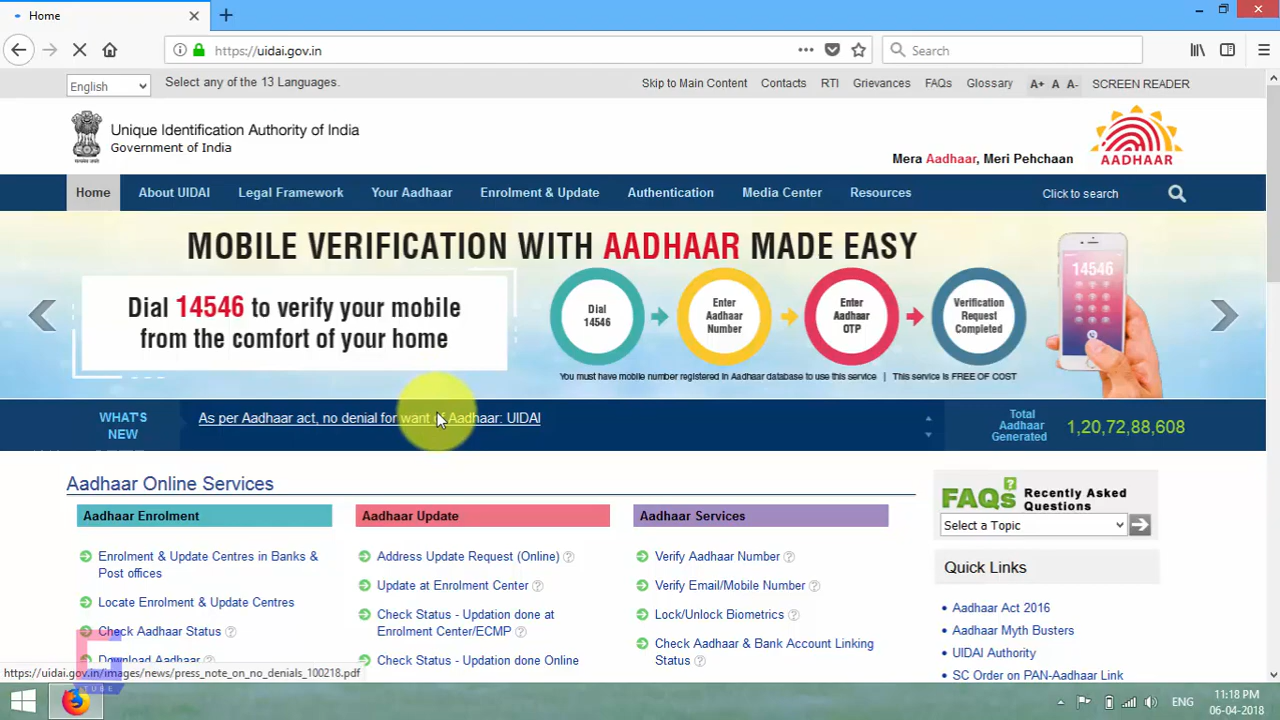 Home
https://uidai.gov.in
Search
English
Select any of the 13 Languages.
Skip to Main Content
Contacts
RTI
Grievances
FAQs
Glossary
A+ A A-
SCREEN READER
Unique Identification Authority of India
Government of India
Mera Aadhaar, Meri Pehchaan
AADHAAR
Home
About UIDAI
Legal Framework
Your Aadhaar
Enrolment & Update
Authentication
Media Center
Resources
Click to search
MOBILE VERIFICATION WITH AADHAAR MADE EASY
Dial 14546 to verify your mobile
from the comfort of your home
Dial
14546
Enter
Aadhaar
Number
Enter
Aadhaar
OTP
Verification
Request
Completed
14546
You must have mobile number registered in Aadhaar database to use this service | This service is FREE OF COST
WHAT'S
NEW
As per Aadhaar act, no denial for want of Aadhaar: UIDAI
Total
Aadhaar
Generated
1,20,72,88,608
Aadhaar Online Services
Aadhaar Enrolment
Enrolment & Update Centres in Banks &
Post offices
Locate Enrolment & Update Centres
Check Aadhaar Status
Download Aadhaar
Aadhaar Update
Address Update Request (Online)
Update at Enrolment Center
Check Status - Updation done at
Enrolment Center/ECMP
Check Status - Updation done Online
Aadhaar Services
Verify Aadhaar Number
Verify Email/Mobile Number
Lock/Unlock Biometrics
Check Aadhaar & Bank Account Linking
Status
FAQs
Recently Asked
Questions
Select a Topic
Quick Links
Aadhaar Act 2016
Aadhaar Myth Busters
UIDAI Authority
SC Order on PAN-Aadhaar Link
https://uidai.gov.in/images/news/press_note_on_no_denials_100218.pdf
TUBE
ENG
11:18 PM
06-04-2018